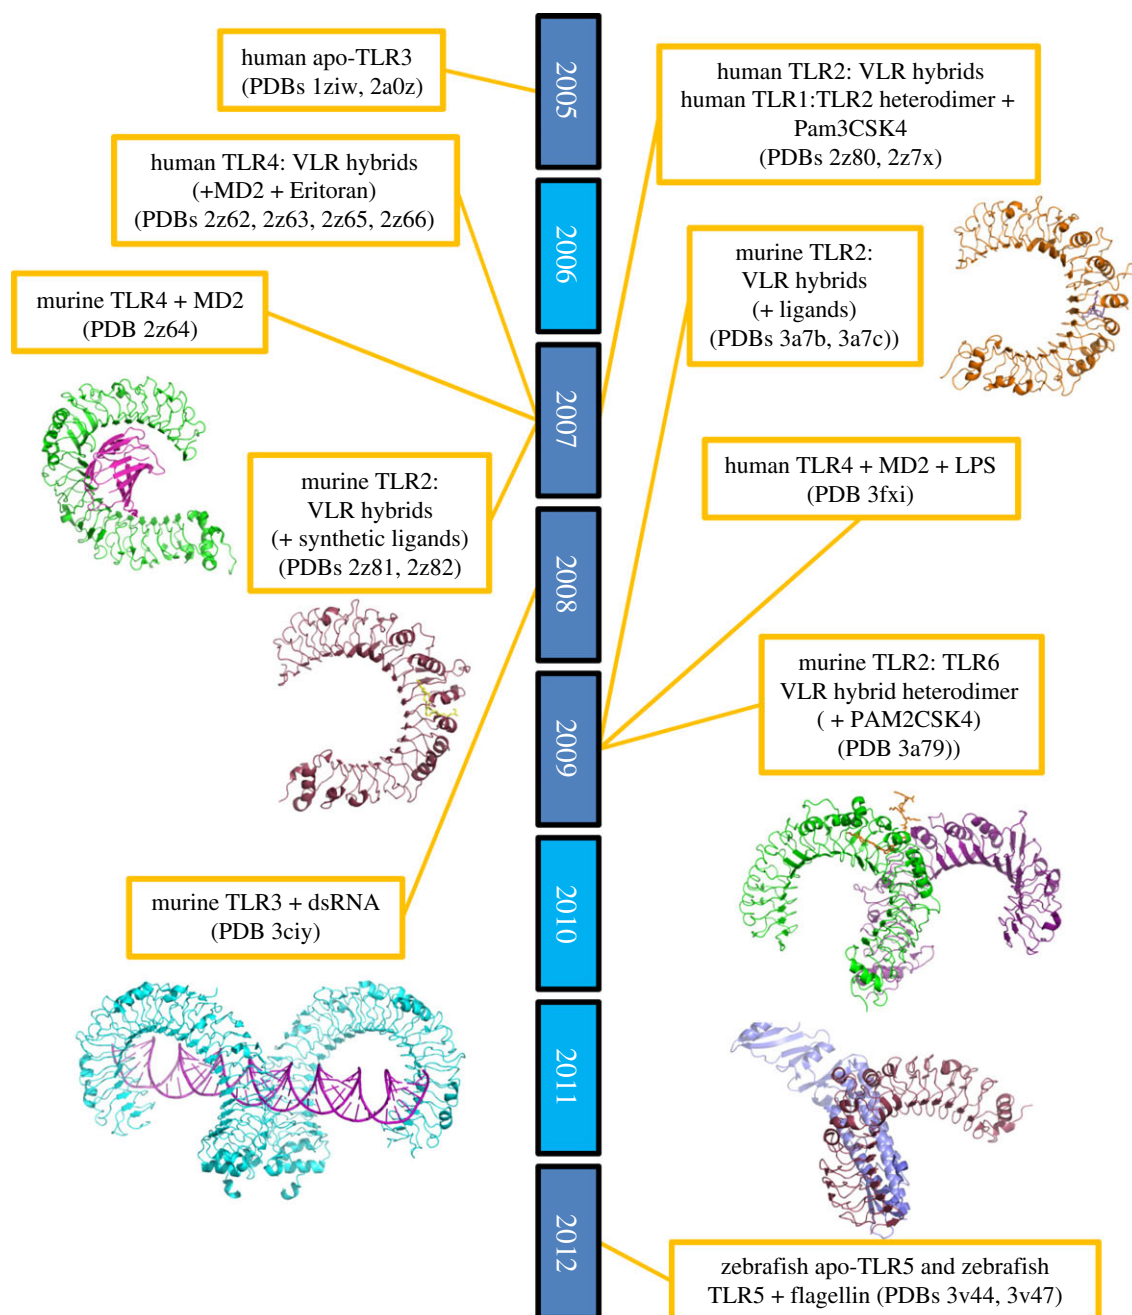 human apo-TLR3
(PDBs 1ziw, 2a0z)
2005
human TLR2: VLR hybrids
human TLR1:TLR2 heterodimer +
Pam3CSK4
(PDBs 2z80, 2z7x)
human TLR4: VLR hybrids
(+MD2 + Eritoran)
(PDBs 2z62, 2z63, 2z65, 2z66)
2006
murine TLR2:
VLR hybrids
(+ ligands)
(PDBs 3a7b, 3a7c))
murine TLR4 + MD2
(PDB 2z64)
2007
human TLR4 + MD2 + LPS
(PDB 3fxi)
murine TLR2:
VLR hybrids
(+ synthetic ligands)
(PDBs 2z81, 2z82)
2008
murine TLR2: TLR6
VLR hybrid heterodimer
( + PAM2CSK4)
(PDB 3a79))
2009
murine TLR3 + dsRNA
(PDB 3ciy)
2010
2011
2012
zebrafish apo-TLR5 and zebrafish
TLR5 + flagellin (PDBs 3v44, 3v47)